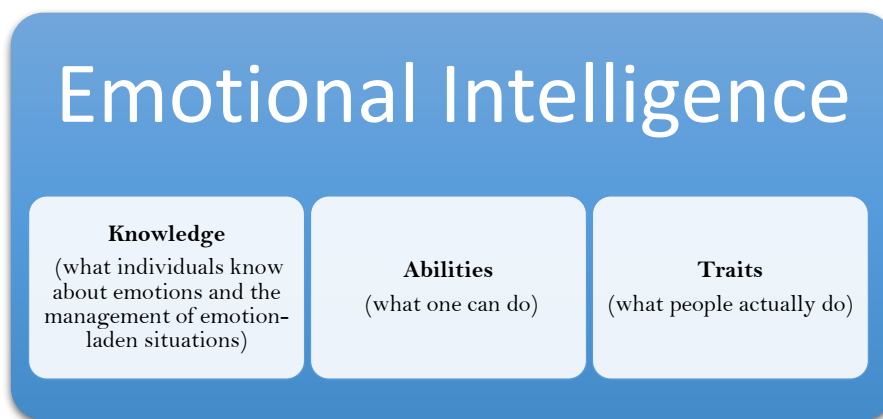 Emotional Intelligence
Knowledge
(what individuals know
about emotions and the
management of emotion-
laden situations)
Abilities
(what one can do)
Traits
(what people actually do)